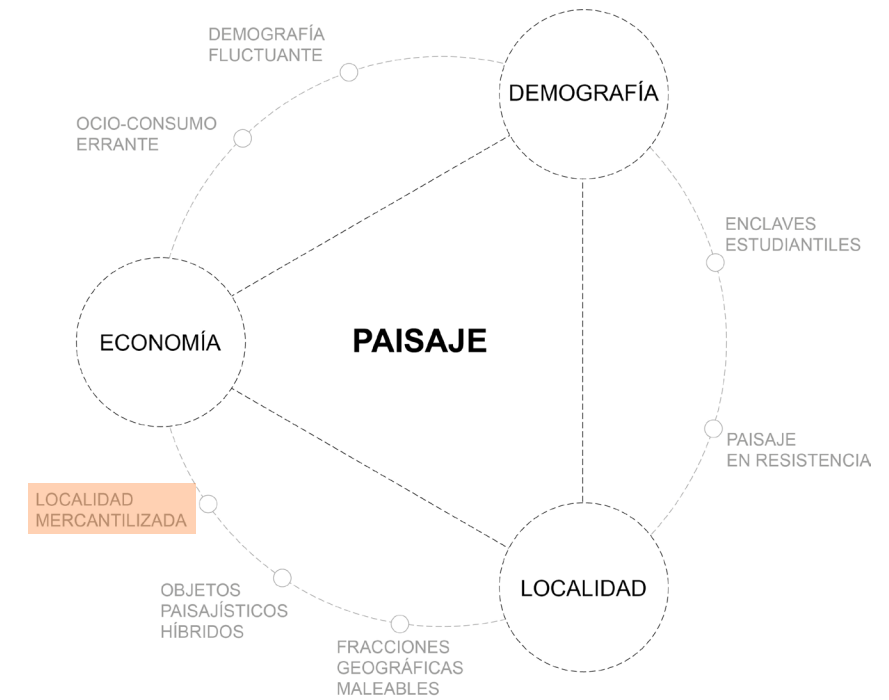 DEMOGRAFÍA
FLUCTUANTE
DEMOGRAFÍA
OCIO-CONSUMO
ERRANTE
ENCLAVES
ESTUDIANTILES
ECONOMÍA
PAISAJE
PAISAJE
EN RESISTENCIA
LOCALIDAD
MERCANTILIZADA
LOCALIDAD
OBJETOS
PAISAJÍSTICOS
HÍBRIDOS
FRACCIONES
GEOGRÁFICAS
MALEABLES